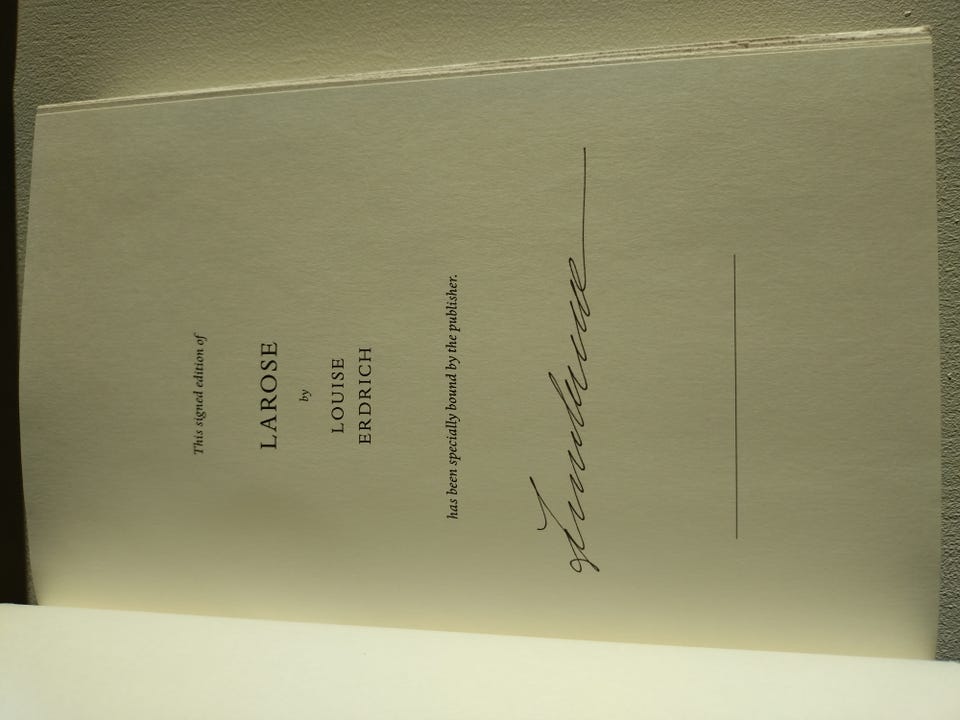 This signed edition of
LAROSE
by
LOUISE
ERDRICH
has been specially bound by the publisher.